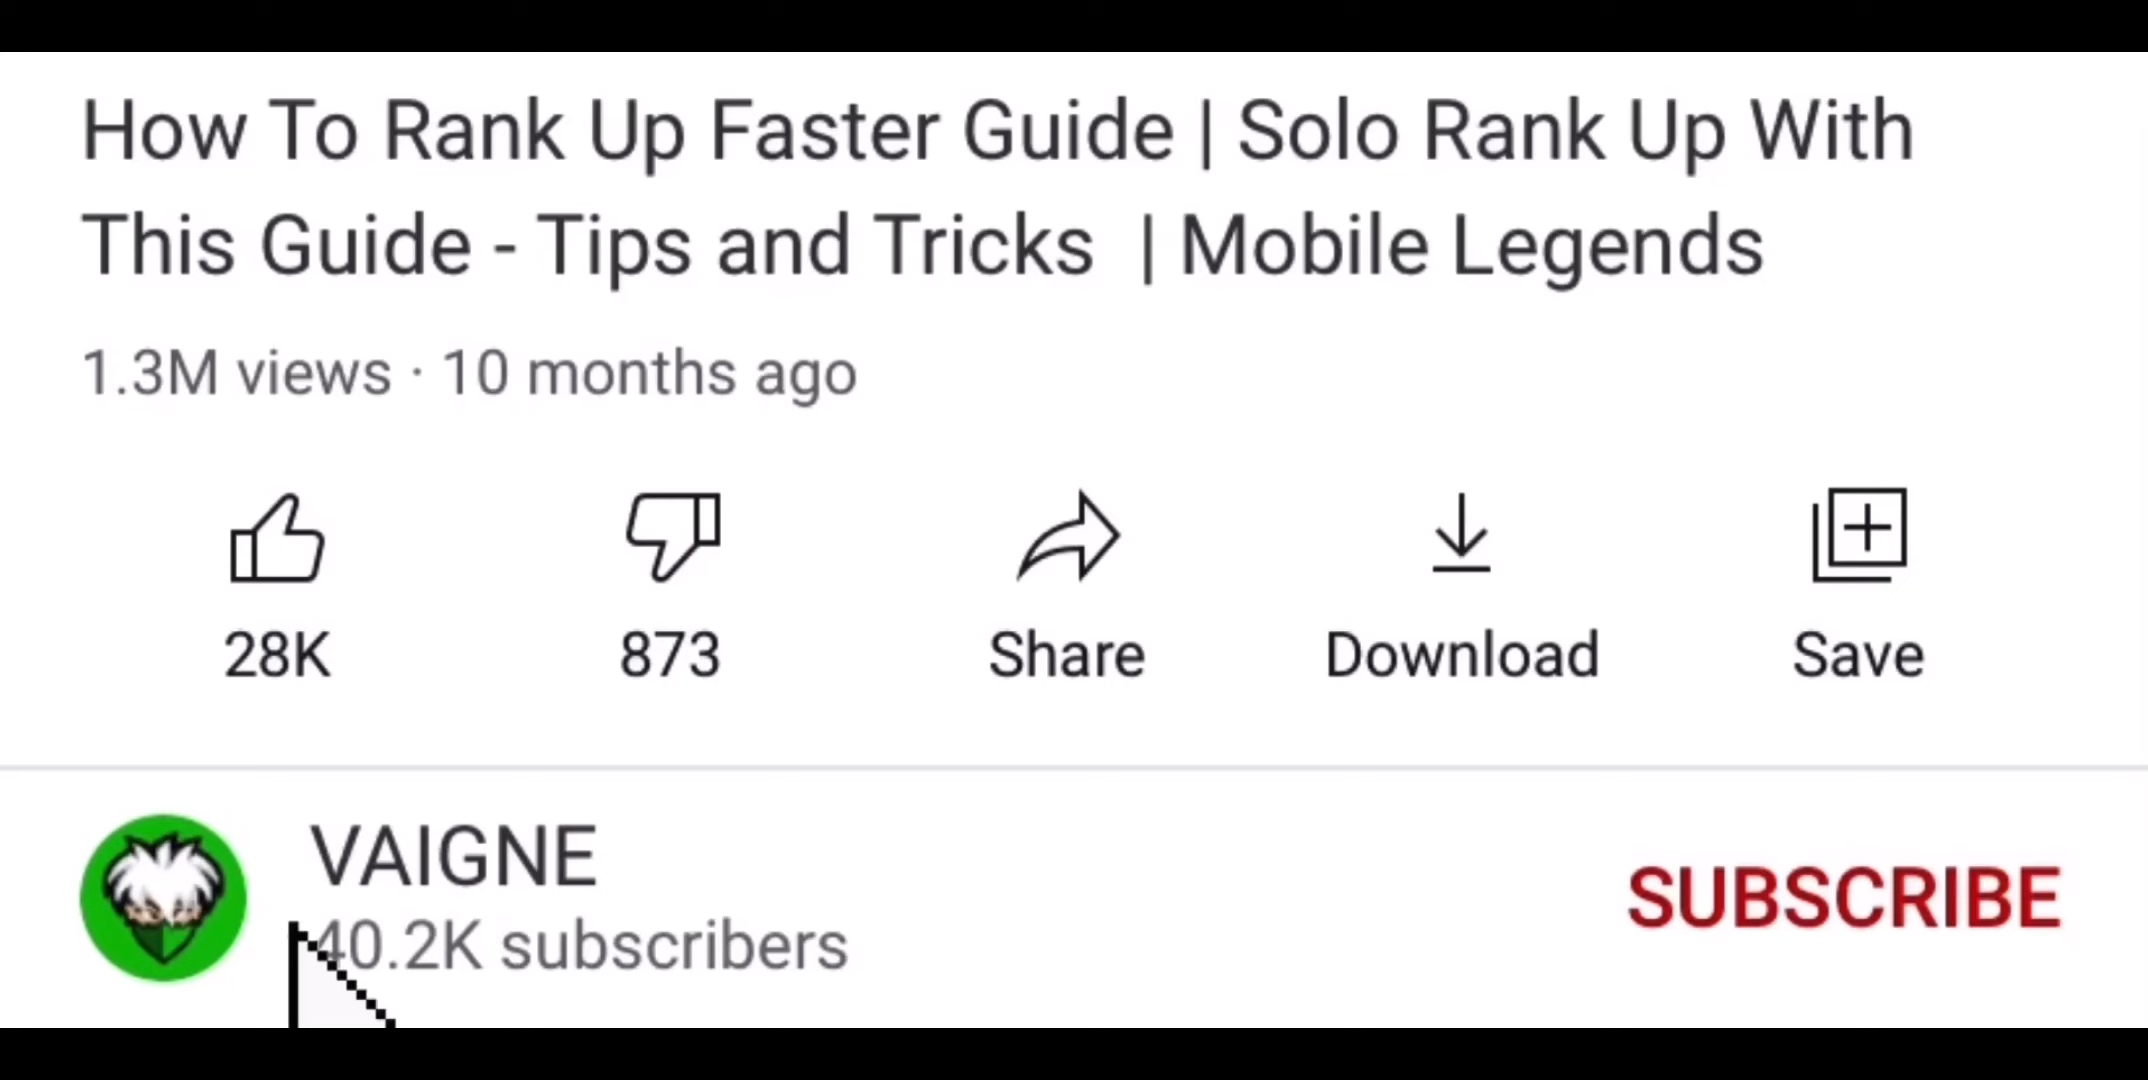 How To Rank Up Faster Guide | Solo Rank Up With
This Guide - Tips and Tricks | Mobile Legends
1.3M views · 10 months ago
28K
873
Share
Download
Save
VAIGNE
40.2K subscribers
SUBSCRIBE